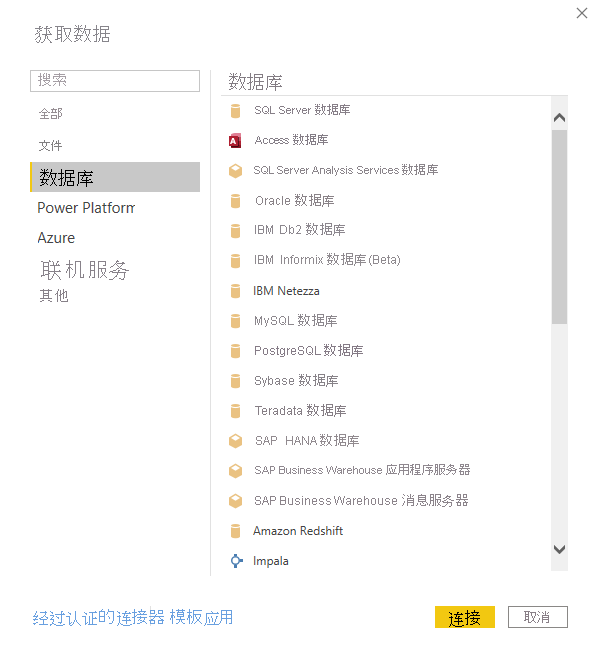 获取数据
搜索
全部
文件
数据库
Power Platform
Azure
联机服务
其他
数据库
SQL Server 数据库
Access 数据库
SQL Server Analysis Services 数据库
Oracle 数据库
IBM Db2 数据库
IBM Informix 数据库(Beta)
IBM Netezza
MySQL 数据库
PostgreSQL 数据库
Sybase 数据库
Teradata 数据库
SAP HANA 数据库
SAP Business Warehouse 应用程序服务器
SAP Business Warehouse 消息服务器
Amazon Redshift
Impala
经过认证的连接器 模板应用
连接
取消